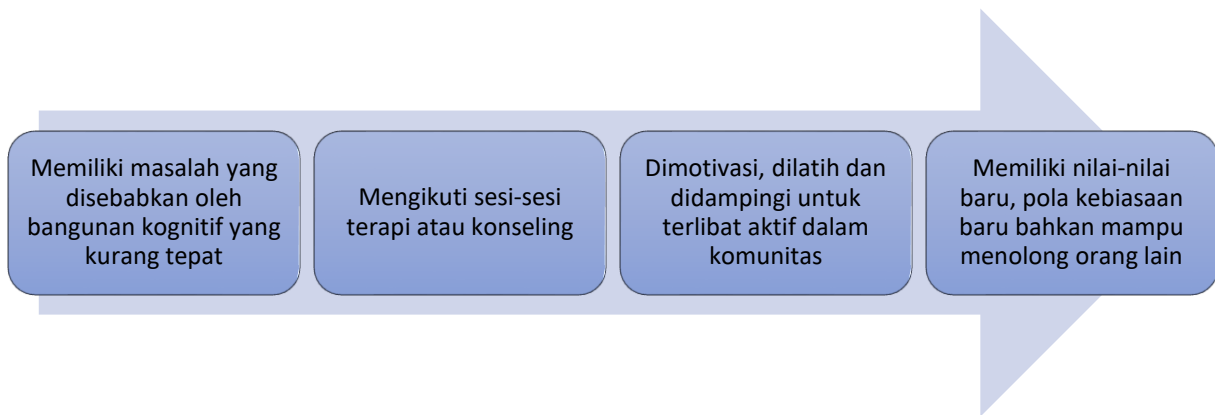 Memiliki masalah yang
disebabkan oleh
bangunan kognitif yang
kurang tepat
Mengikuti sesi-sesi
terapi atau konseling
Dimotivasi, dilatih dan
didampingi untuk
terlibat aktif dalam
komunitas
Memiliki nilai-nilai
baru, pola kebiasaan
baru bahkan mampu
menolong orang lain